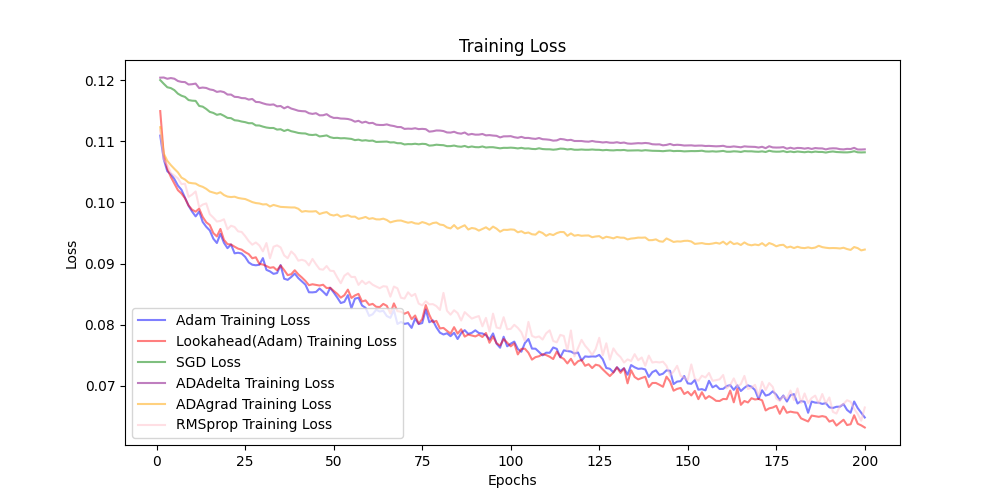 Training Loss
0.12
0.11
0.10
0.09
0.08
0.07
Loss
Adam Training Loss
Lookahead(Adam) Training Loss
SGD Loss
ADAdelta Training Loss
ADAgrad Training Loss
RMSprop Training Loss
0 25 50 75 100 125 150 175 200
Epochs